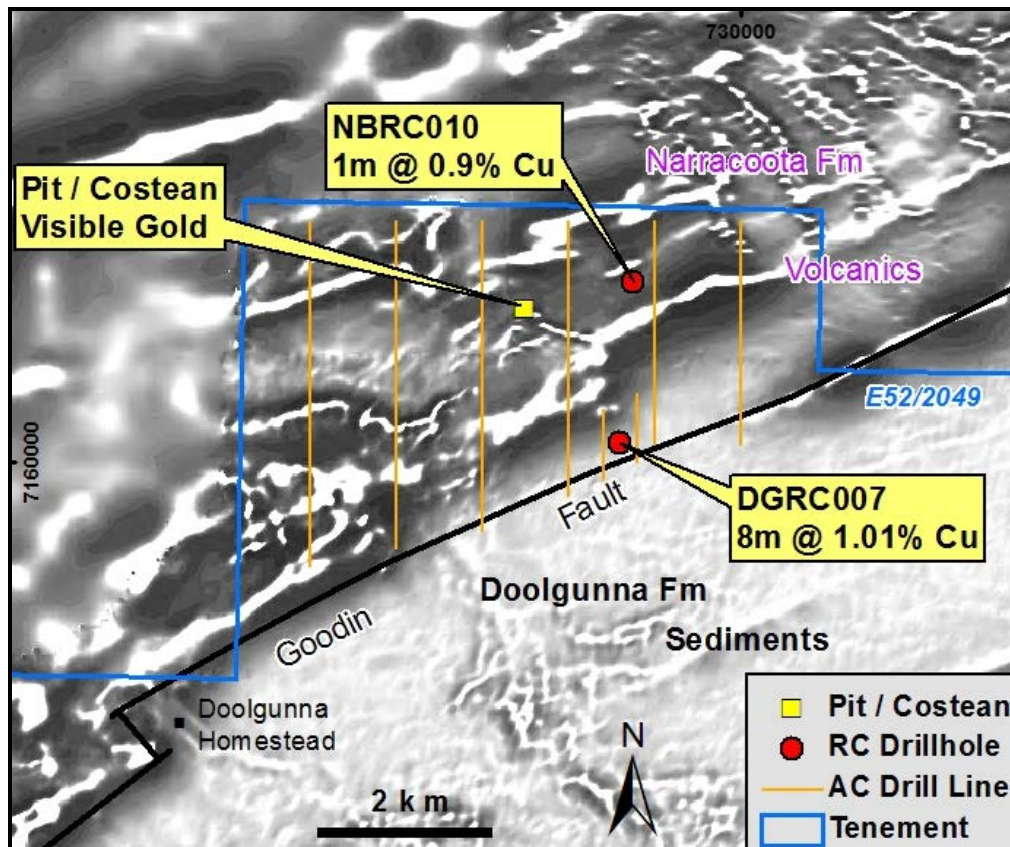 730000
NBRC010
1m @ 0.9% Cu
Narracoota Fm
Pit / Costean
Visible Gold
Volcanics
E52/2049
7160000
DGRC007
8m @ 1.01% Cu
Goodin Fault
Doolgunna Fm
Sediments
Doolgunna
Homestead
N
2 km
Pit / Costean
RC Drillhole
AC Drill Line
Tenement